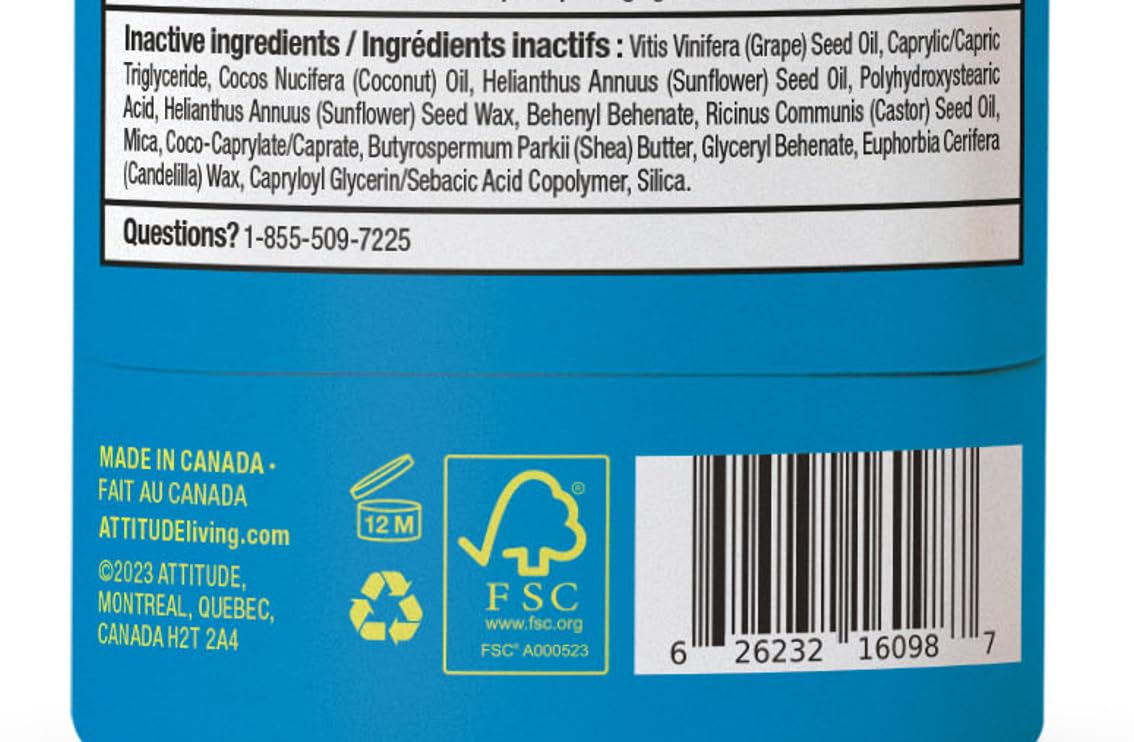 Inactive ingredients / Ingrédients inactifs : Vitis Vinifera (Grape) Seed Oil, Caprylic/Capric
Triglyceride, Cocos Nucifera (Coconut) Oil, Helianthus Annuus (Sunflower) Seed Oil, Polyhydroxystearic
Acid, Helianthus Annuus (Sunflower) Seed Wax, Behenyl Behenate, Ricinus Communis (Castor) Seed Oil,
Mica, Coco-Caprylate/Caprate, Butyrospermum Parkii (Shea) Butter, Glyceryl Behenate, Euphorbia Cerifera
(Candelilla) Wax, Capryloyl Glycerin/Sebacic Acid Copolymer, Silica.
Questions? 1-855-509-7225
MADE IN CANADA •
FAIT AU CANADA
ATTITUDEliving.com
©2023 ATTITUDE,
MONTREAL, QUEBEC,
CANADA H2T 2A4
12 M
®
FSC
www.fsc.org
FSC® A000523
6 26232 16098 7